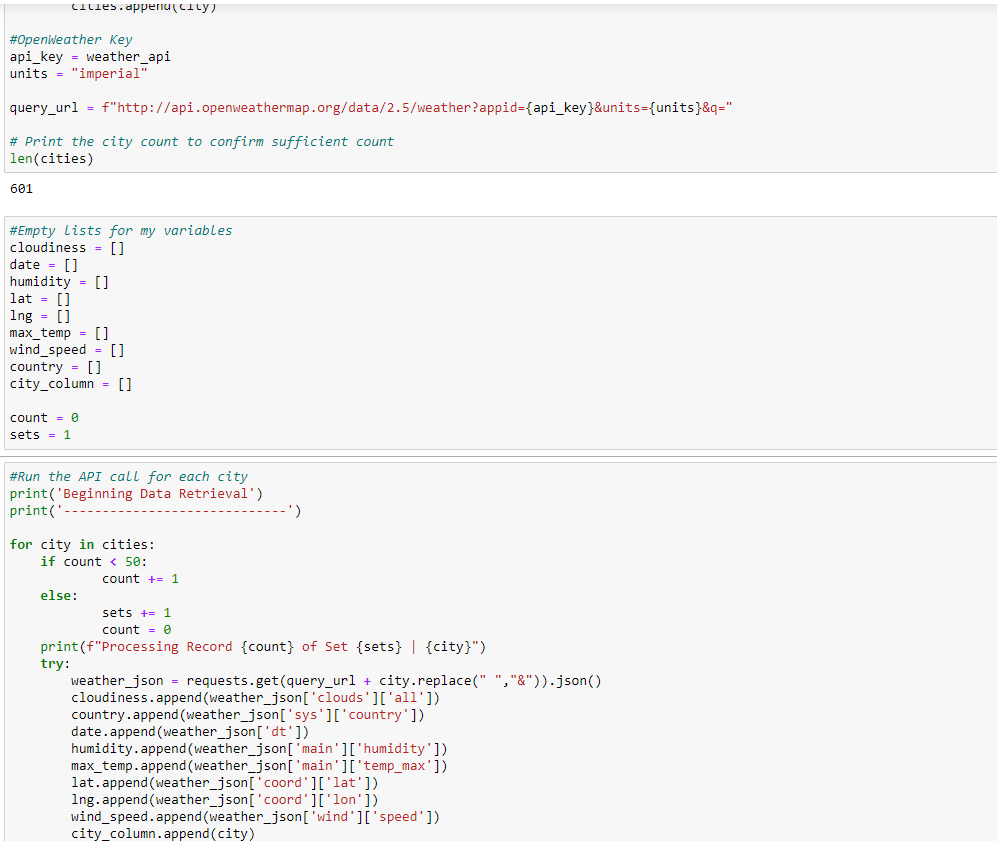 cities.append(city)
#OpenWeather Key
api_key = weather_api
units = "imperial"
query_url = f"http://api.openweathermap.org/data/2.5/weather?appid={api_key}&units={units}&q="
# Print the city count to confirm sufficient count
len(cities)
601
#Empty lists for my variables
cloudiness = []
date = []
humidity = []
lat = []
lng = []
max_temp = []
wind_speed = []
country = []
city_column = []
count = 0
sets = 1
#Run the API call for each city
print('Beginning Data Retrieval')
print('-----------------------------')
for city in cities:
    if count < 50:
            count += 1
    else:
            sets += 1
            count = 0
    print(f"Processing Record {count} of Set {sets} | {city}")
    try:
        weather_json = requests.get(query_url + city.replace(" ","&")).json()
        cloudiness.append(weather_json['clouds']['all'])
        country.append(weather_json['sys']['country'])
        date.append(weather_json['dt'])
        humidity.append(weather_json['main']['humidity'])
        max_temp.append(weather_json['main']['temp_max'])
        lat.append(weather_json['coord']['lat'])
        lng.append(weather_json['coord']['lon'])
        wind_speed.append(weather_json['wind']['speed'])
        city_column.append(city)